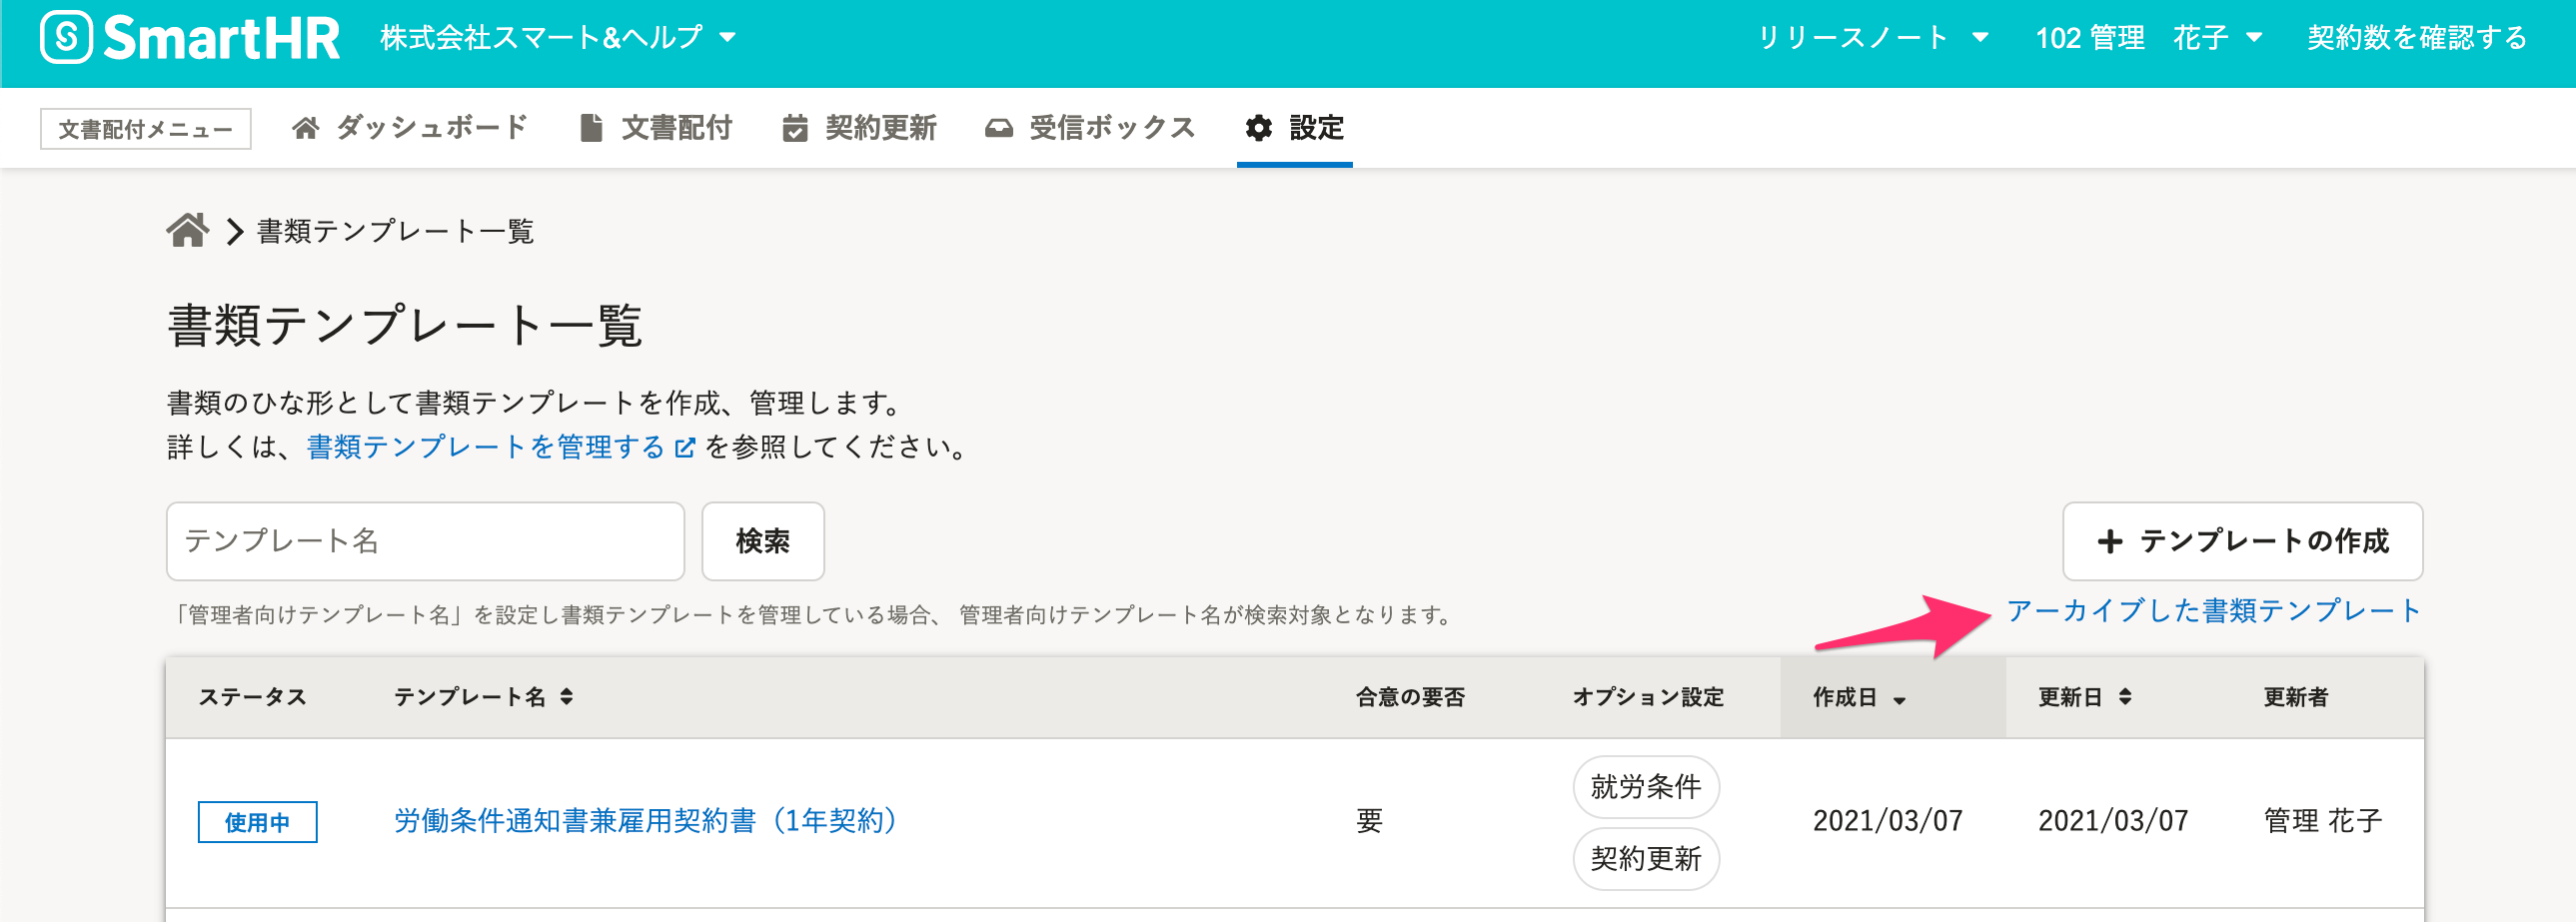 SmartHR 株式会社スマート&ヘルプ リリースノート 102 管理 花子 契約数を確認する
文書配付メニュー ダッシュボード 文書配付 契約更新 受信ボックス 設定
書類テンプレート一覧
書類テンプレート一覧
書類のひな形として書類テンプレートを作成、管理します。
詳しくは、書類テンプレートを管理する を参照してください。
テンプレート名 検索 テンプレートの作成
「管理者向けテンプレート名」を設定し書類テンプレートを管理している場合、 管理者向けテンプレート名が検索対象となります。
アーカイブした書類テンプレート
ステータス テンプレート名 合意の要否 オプション設定 作成日 更新日 更新者
使用中 労働条件通知書兼雇用契約書（1年契約） 要 就労条件 2021/03/07 2021/03/07 管理 花子
契約更新